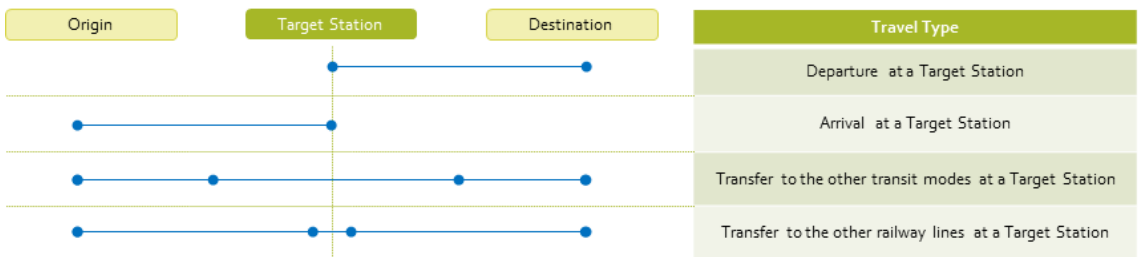 Origin
Target Station
Destination
Travel Type
Departure at a Target Station
Arrival at a Target Station
Transfer to the other transit modes at a Target Station
Transfer to the other railway lines at a Target Station